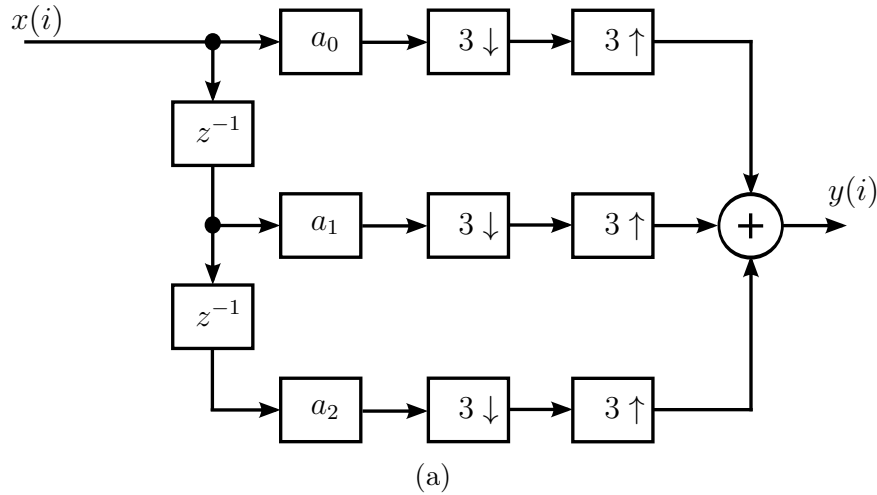 x(i)
a₀ 3↓ 3↑
z⁻¹
y(i)
a₁ 3↓ 3↑ +
z⁻¹
a₂ 3↓ 3↑
(a)